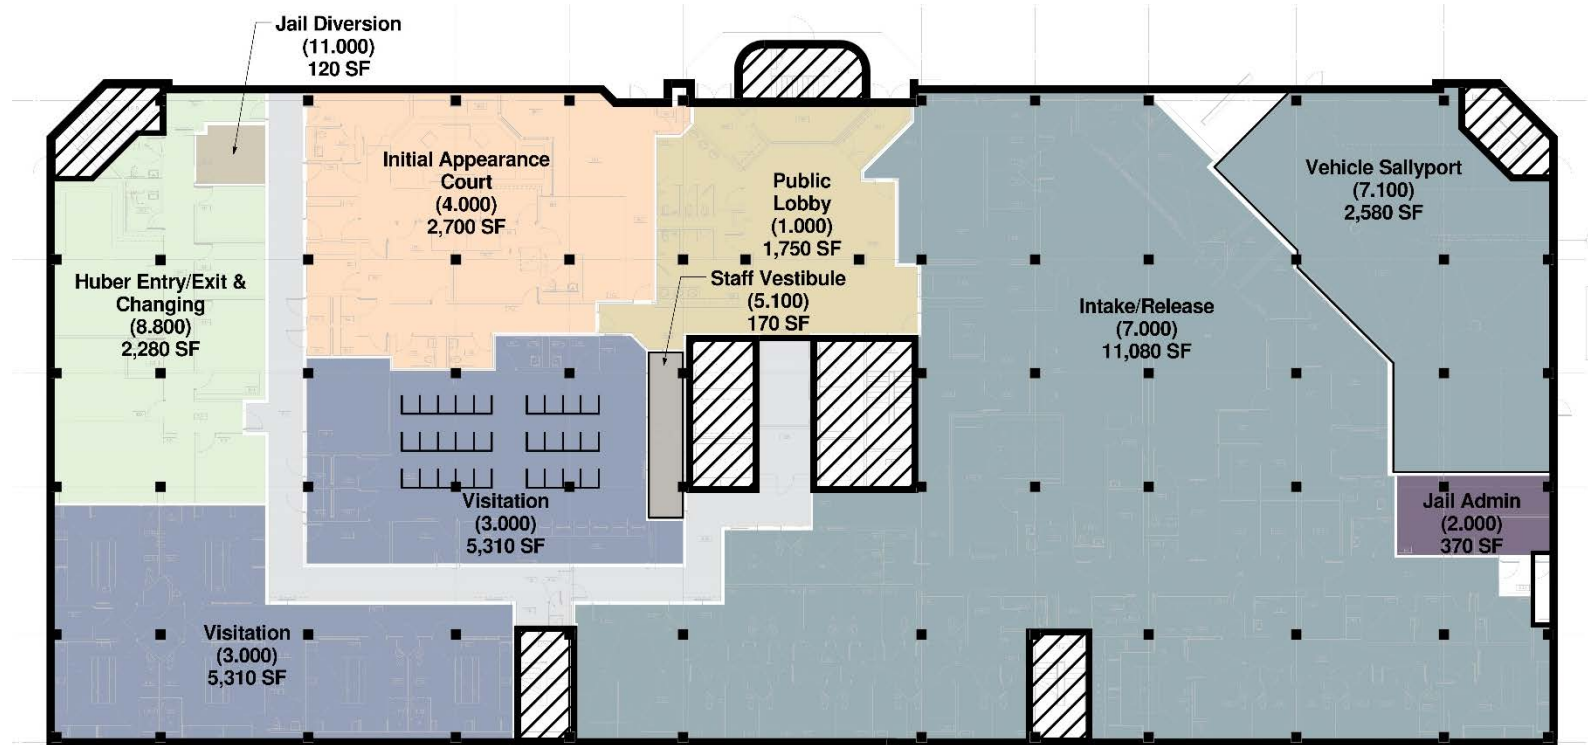 Jail Diversion
(11.000)
120 SF
Initial Appearance
Court
(4.000)
2,700 SF
Public
Lobby
(1.000)
1,750 SF
Vehicle Sallyport
(7.100)
2,580 SF
Huber Entry/Exit &
Changing
(8.800)
2,280 SF
Staff Vestibule
(5.100)
170 SF
Intake/Release
(7.000)
11,080 SF
Visitation
(3.000)
5,310 SF
Jail Admin
(2.000)
370 SF
Visitation
(3.000)
5,310 SF